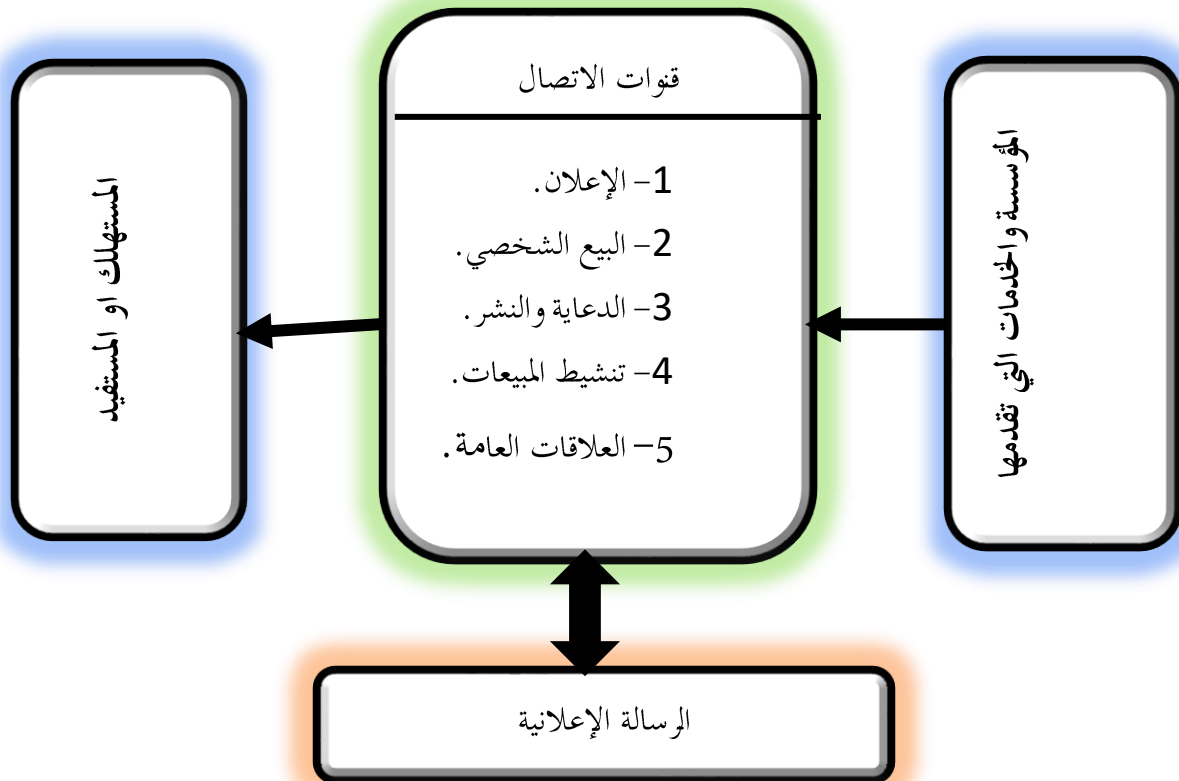 المؤسسة والخدمات التي تقدمها
قنوات الاتصال
1- الإعلان.
2- البيع الشخصي.
3- الدعاية والنشر.
4- تنشيط المبيعات.
5- العلاقات العامة.
المستهلك او المستفيد
الرسالة الإعلانية